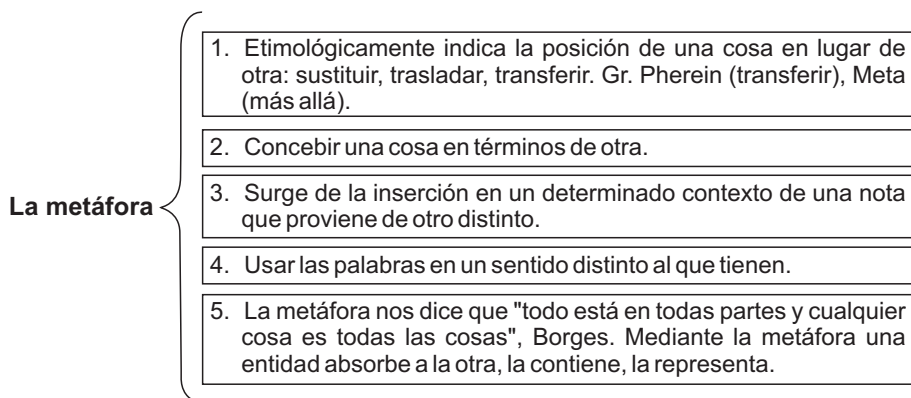 La metáfora
1. Etimológicamente indica la posición de una cosa en lugar de
otra: sustituir, trasladar, transferir. Gr. Pherein (transferir), Meta
(más allá).
2. Concebir una cosa en términos de otra.
3. Surge de la inserción en un determinado contexto de una nota
que proviene de otro distinto.
4. Usar las palabras en un sentido distinto al que tienen.
5. La metáfora nos dice que "todo está en todas partes y cualquier
cosa es todas las cosas", Borges. Mediante la metáfora una
entidad absorbe a la otra, la contiene, la representa.